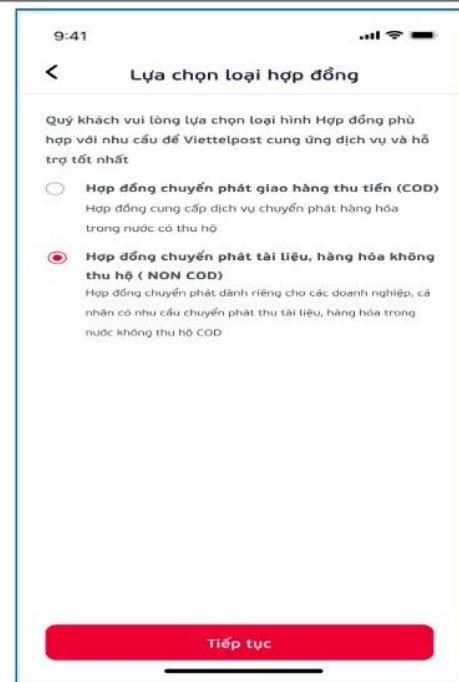 9:41
Lựa chọn loại hợp đồng
Quý khách vui lòng lựa chọn loại hình Hợp đồng phù
hợp với nhu cầu để Viettelpost cung ứng dịch vụ và hỗ
trợ tốt nhất
Hợp đồng chuyển phát giao hàng thu tiền (COD)
Hợp đồng cung cấp dịch vụ chuyển phát hàng hóa
trong nước có thu hộ
Hợp đồng chuyển phát tài liệu, hàng hóa không
thu hộ ( NON COD)
Hợp đồng chuyển phát dành riêng cho các doanh nghiệp, cá
nhân có nhu cầu chuyển phát thu tài liệu, hàng hóa trong
nước không thu hộ COD
Tiếp tục